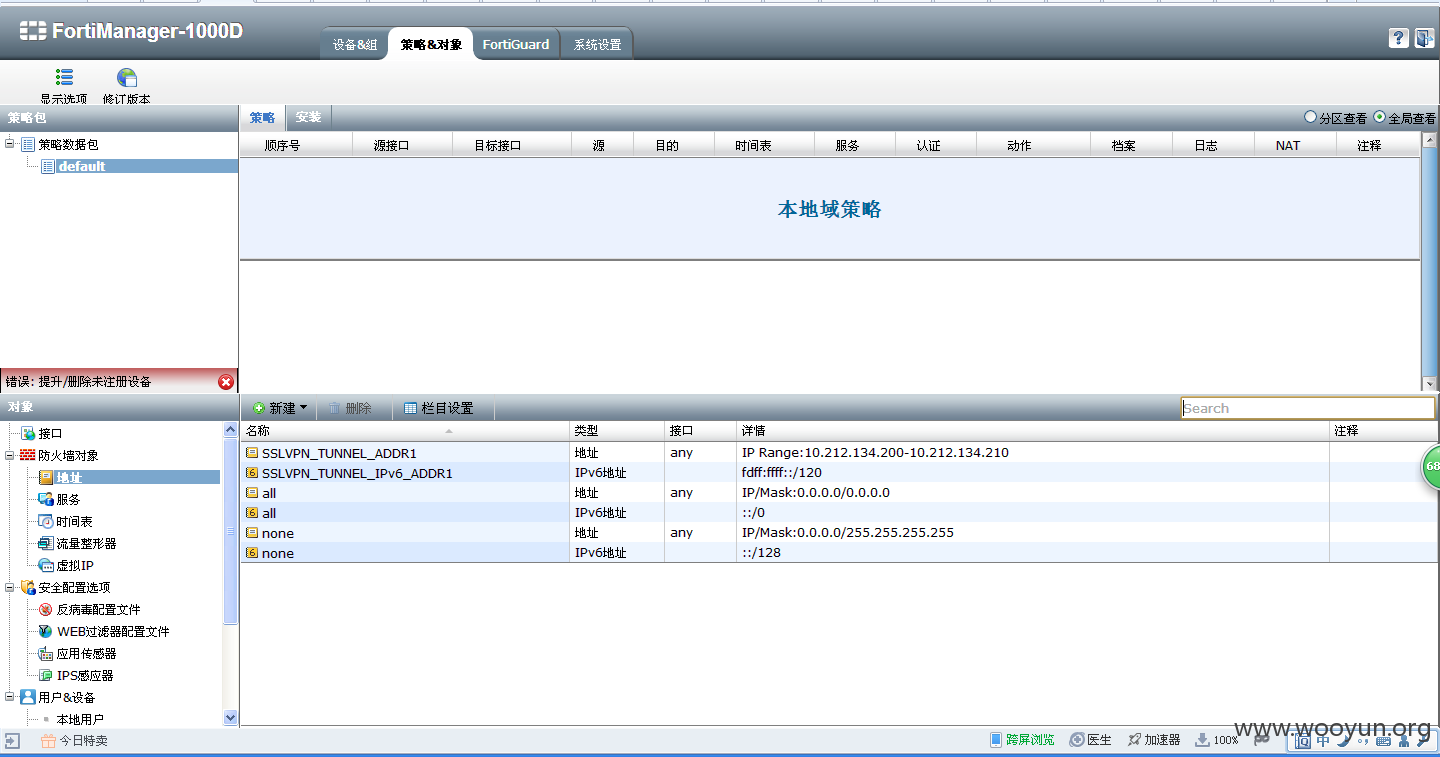 FortiManager-1000D
设备&组 策略&对象 FortiGuard 系统设置
显示选项 修订版本
策略包
策略数据包
default
策略 安装
分区查看 全局查看
顺序号 源接口 目标接口 源 目的 时间表 服务 认证 动作 档案 日志 NAT 注释
本地域策略
错误: 提升/删除未注册设备
对象
接口
防火墙对象
地址
服务
时间表
流量整形器
虚拟IP
安全配置选项
反病毒配置文件
WEB过滤器配置文件
应用传感器
IPS感应器
用户&设备
本地用户
新建 删除 栏目设置 Search
名称 类型 接口 详情 注释
SSLVPN_TUNNEL_ADDR1 地址 any IP Range:10.212.134.200-10.212.134.210
SSLVPN_TUNNEL_IPv6_ADDR1 IPv6地址 fdff:ffff::/120
all 地址 any IP/Mask:0.0.0.0/0.0.0.0
all IPv6地址 ::/0
none 地址 any IP/Mask:0.0.0.0/255.255.255.255
none IPv6地址 ::/128
68
今日特卖 跨屏浏览 医生 加速器 100%
中
www.wooyun.org